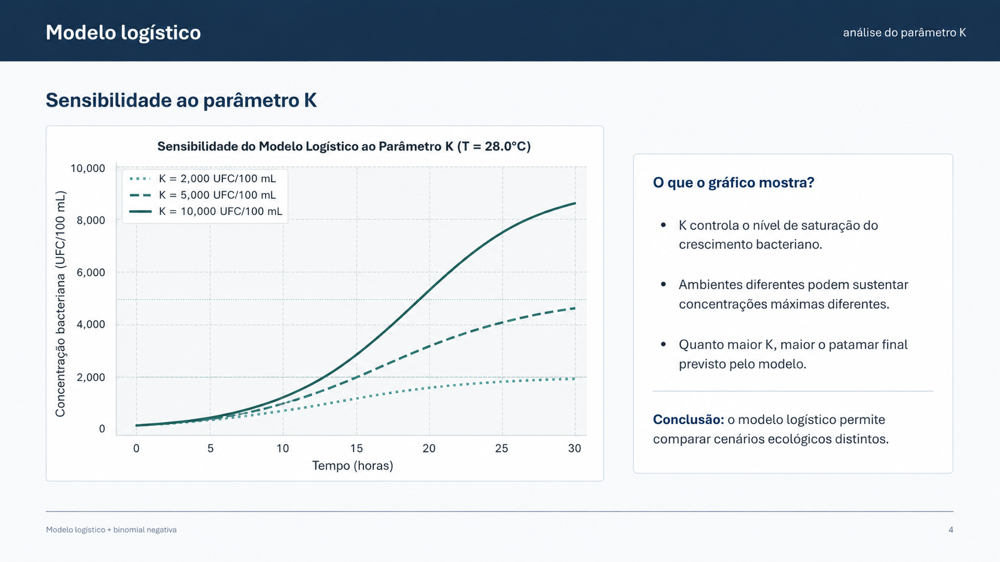 Modelo logístico
análise do parâmetro K
Sensibilidade ao parâmetro K
Sensibilidade do Modelo Logístico ao Parâmetro K (T = 28.0°C)
Concentração bacteriana (UFC/100 mL)
10,000
8,000
6,000
4,000
2,000
0
K = 2,000 UFC/100 mL
K = 5,000 UFC/100 mL
K = 10,000 UFC/100 mL
0 5 10 15 20 25 30
Tempo (horas)
O que o gráfico mostra?
• K controla o nível de saturação do
crescimento bacteriano.
• Ambientes diferentes podem sustentar
concentrações máximas diferentes.
• Quanto maior K, maior o patamar final
previsto pelo modelo.
Conclusão: o modelo logístico permite
comparar cenários ecológicos distintos.
Modelo logístico + binomial negativa
4